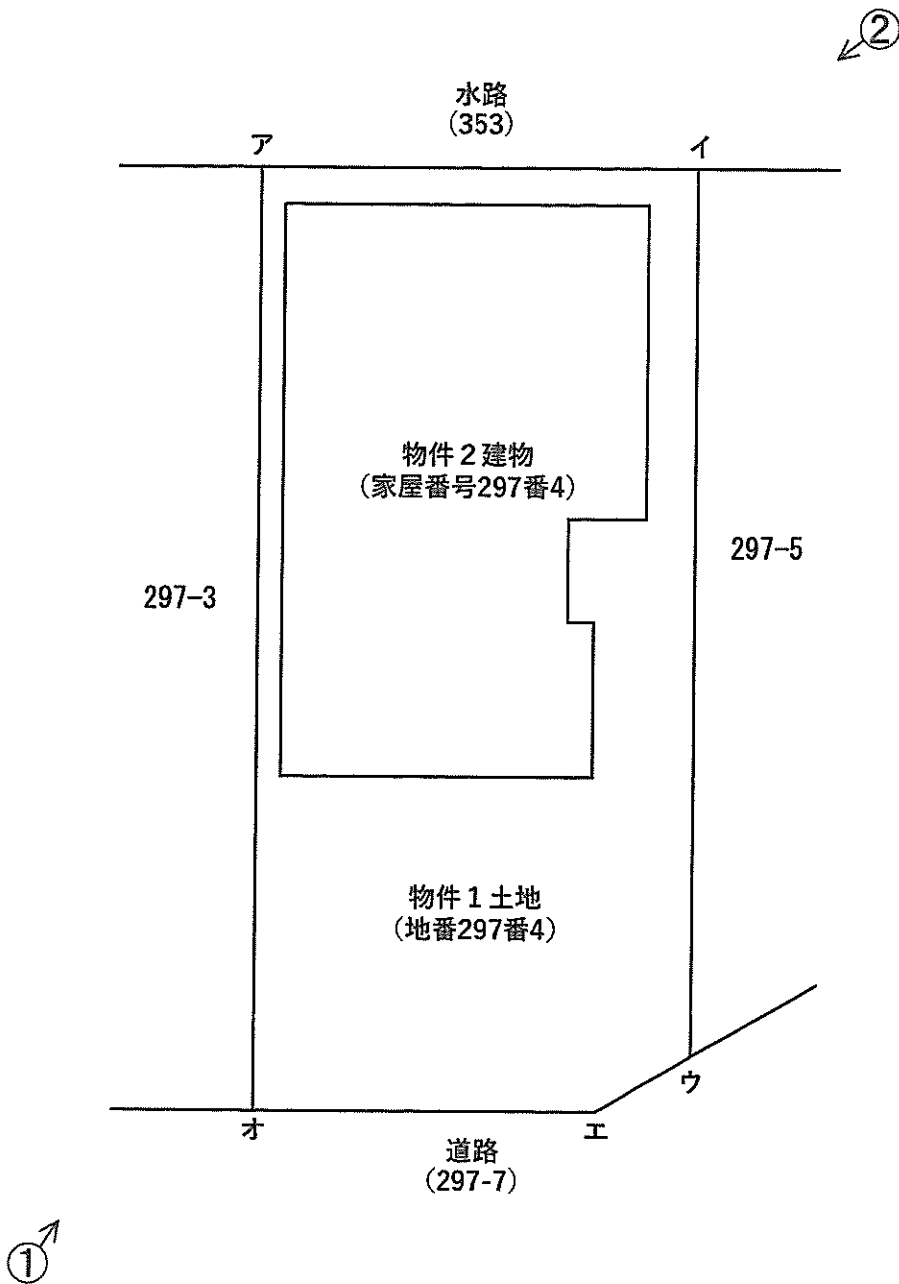 ②
水路
(353)
ア
イ
物件2建物
(家屋番号297番4)
297-5
297-3
物件1土地
(地番297番4)
ウ
オ
エ
道路
(297-7)
①